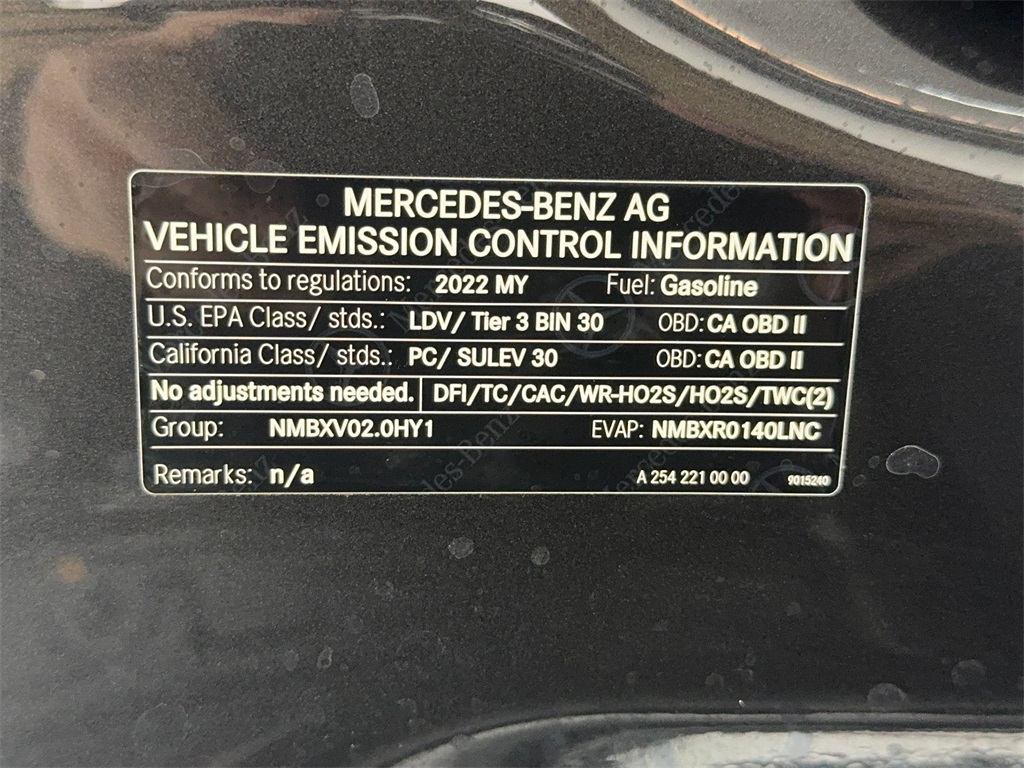 MERCEDES-BENZ AG
VEHICLE EMISSION CONTROL INFORMATION
Conforms to regulations: 2022 MY Fuel: Gasoline
U.S. EPA Class/ stds.: LDV/ Tier 3 BIN 30 OBD: CA OBD II
California Class/ stds.: PC/ SULEV 30 OBD: CA OBD II
No adjustments needed. DFI/TC/CAC/WR-HO2S/HO2S/TWC(2)
Group: NMBXV02.0HY1 EVAP: NMBXR0140LNC
Remarks: n/a A 254 221 00 00 9015240